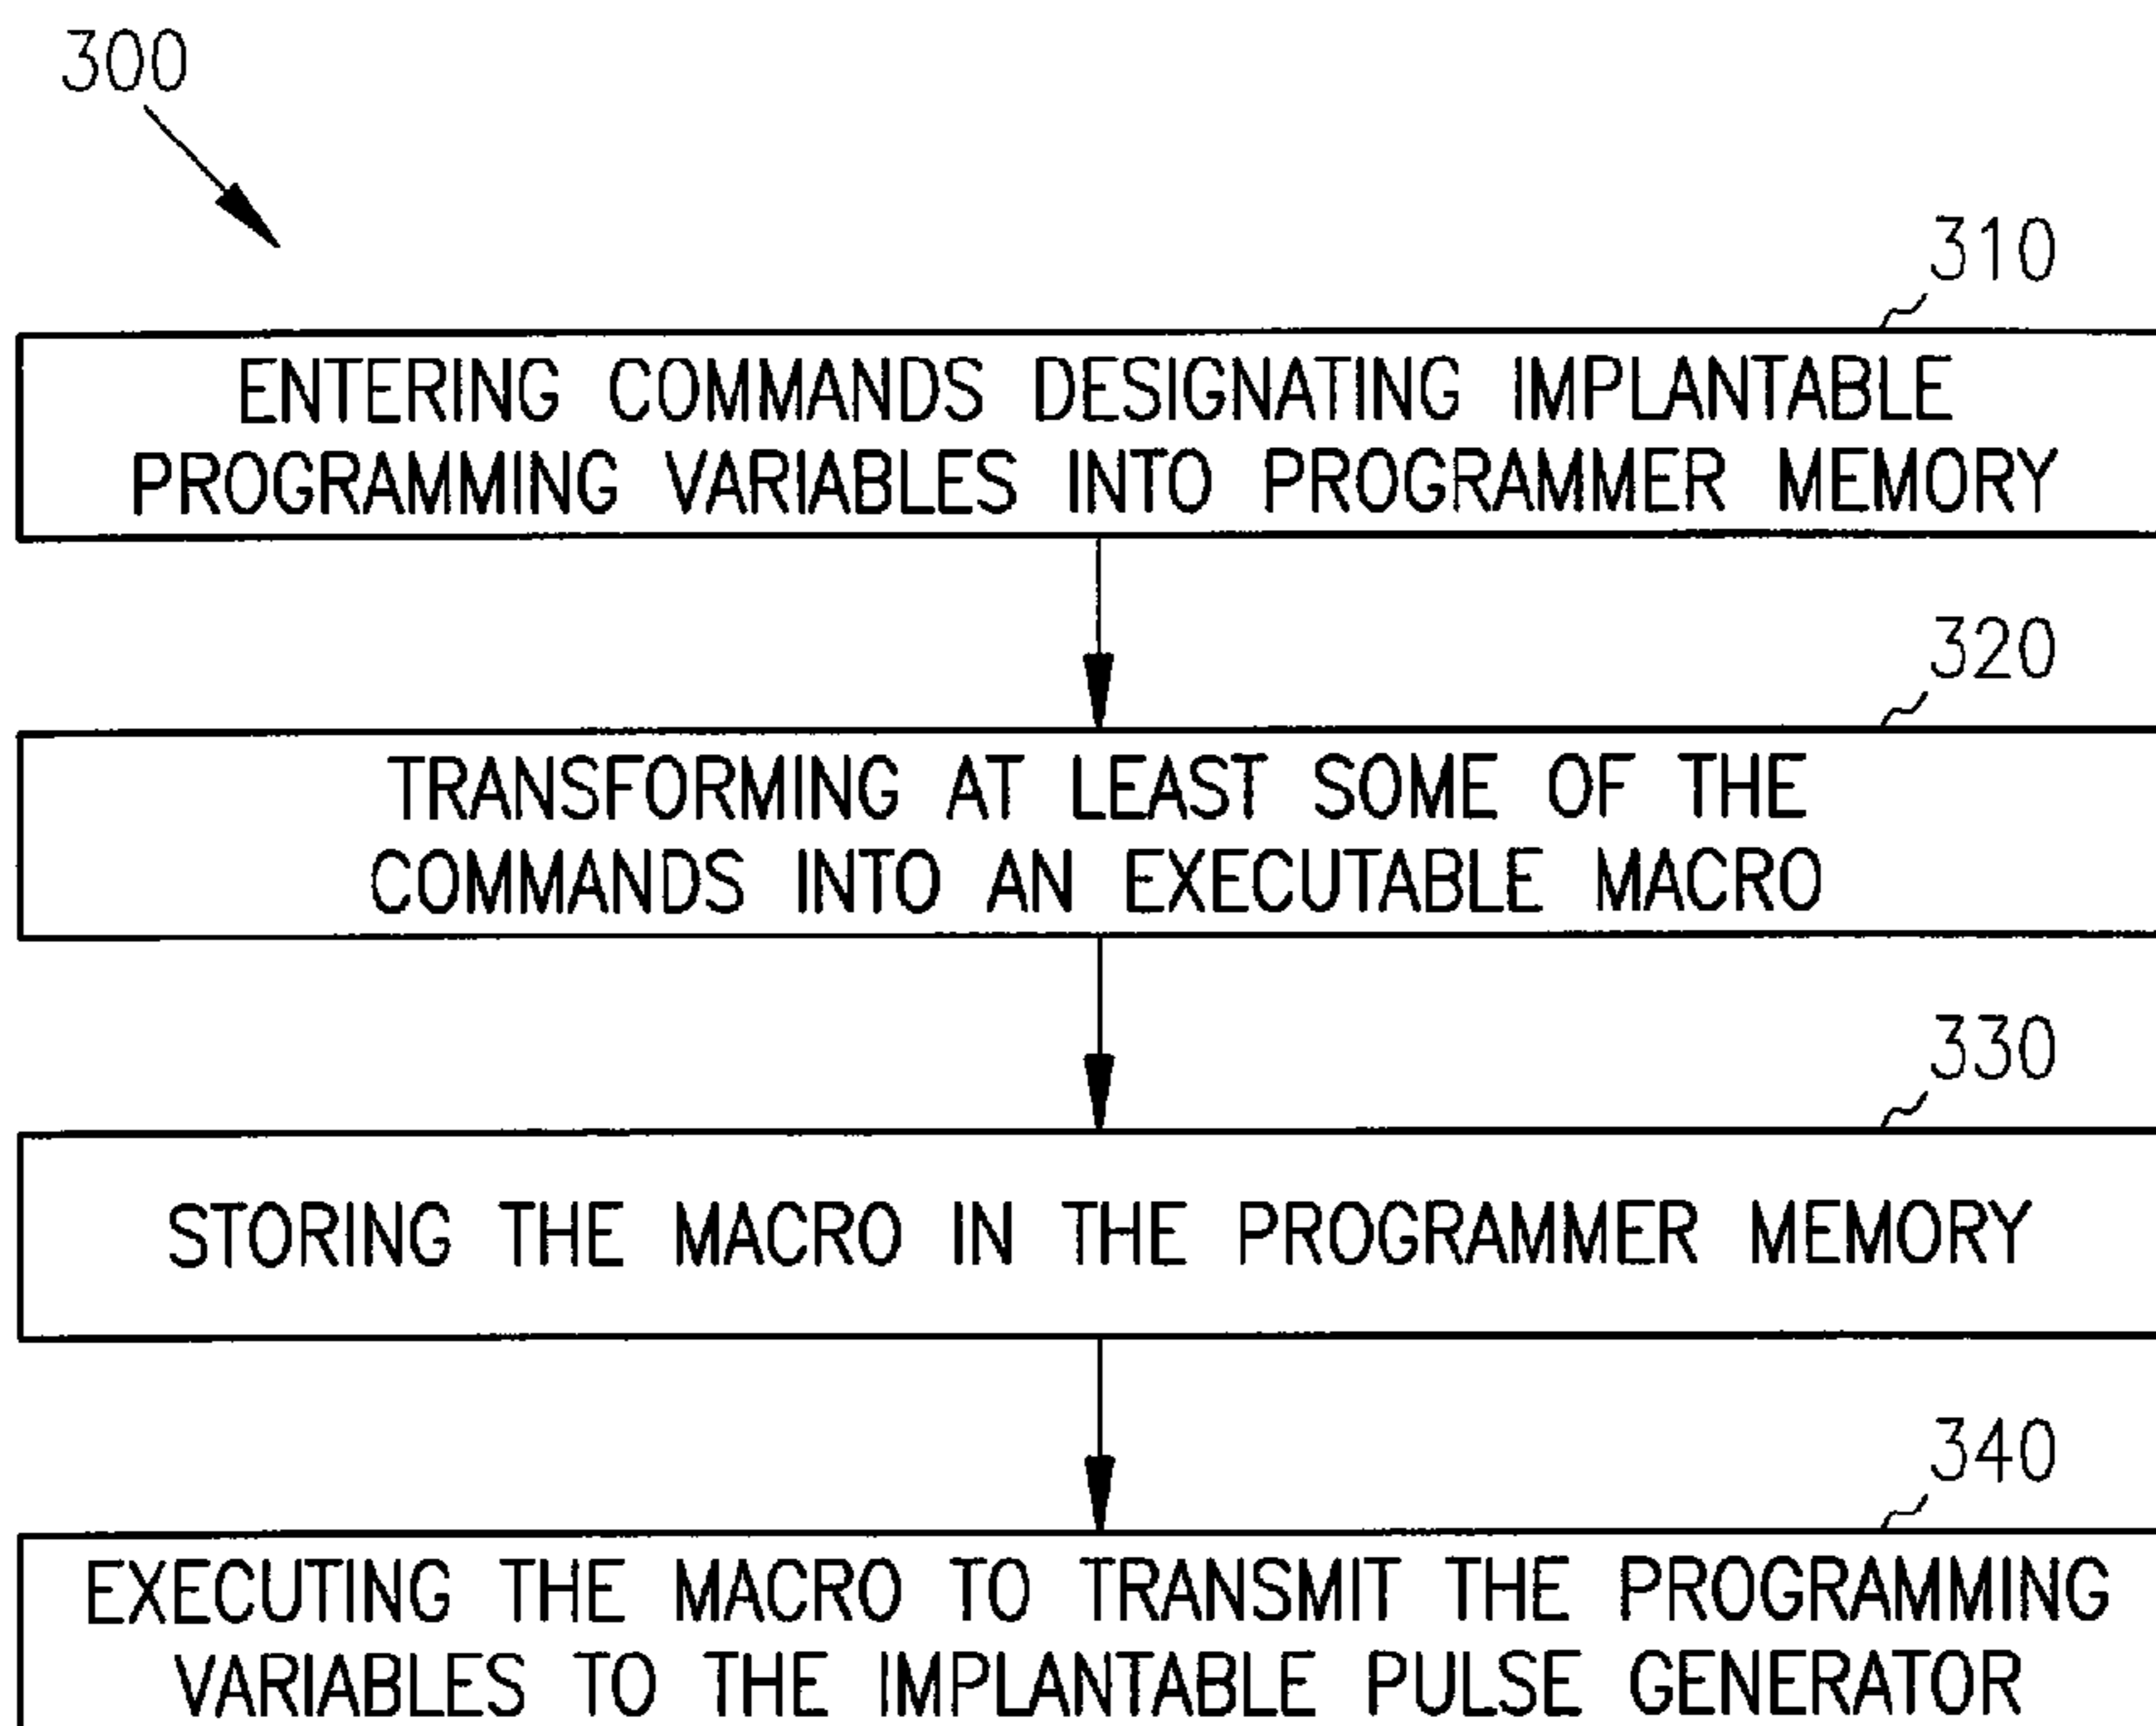 300
310
ENTERING COMMANDS DESIGNATING IMPLANTABLE
PROGRAMMING VARIABLES INTO PROGRAMMER MEMORY
320
TRANSFORMING AT LEAST SOME OF THE
COMMANDS INTO AN EXECUTABLE MACRO
330
STORING THE MACRO IN THE PROGRAMMER MEMORY
340
EXECUTING THE MACRO TO TRANSMIT THE PROGRAMMING
VARIABLES TO THE IMPLANTABLE PULSE GENERATOR